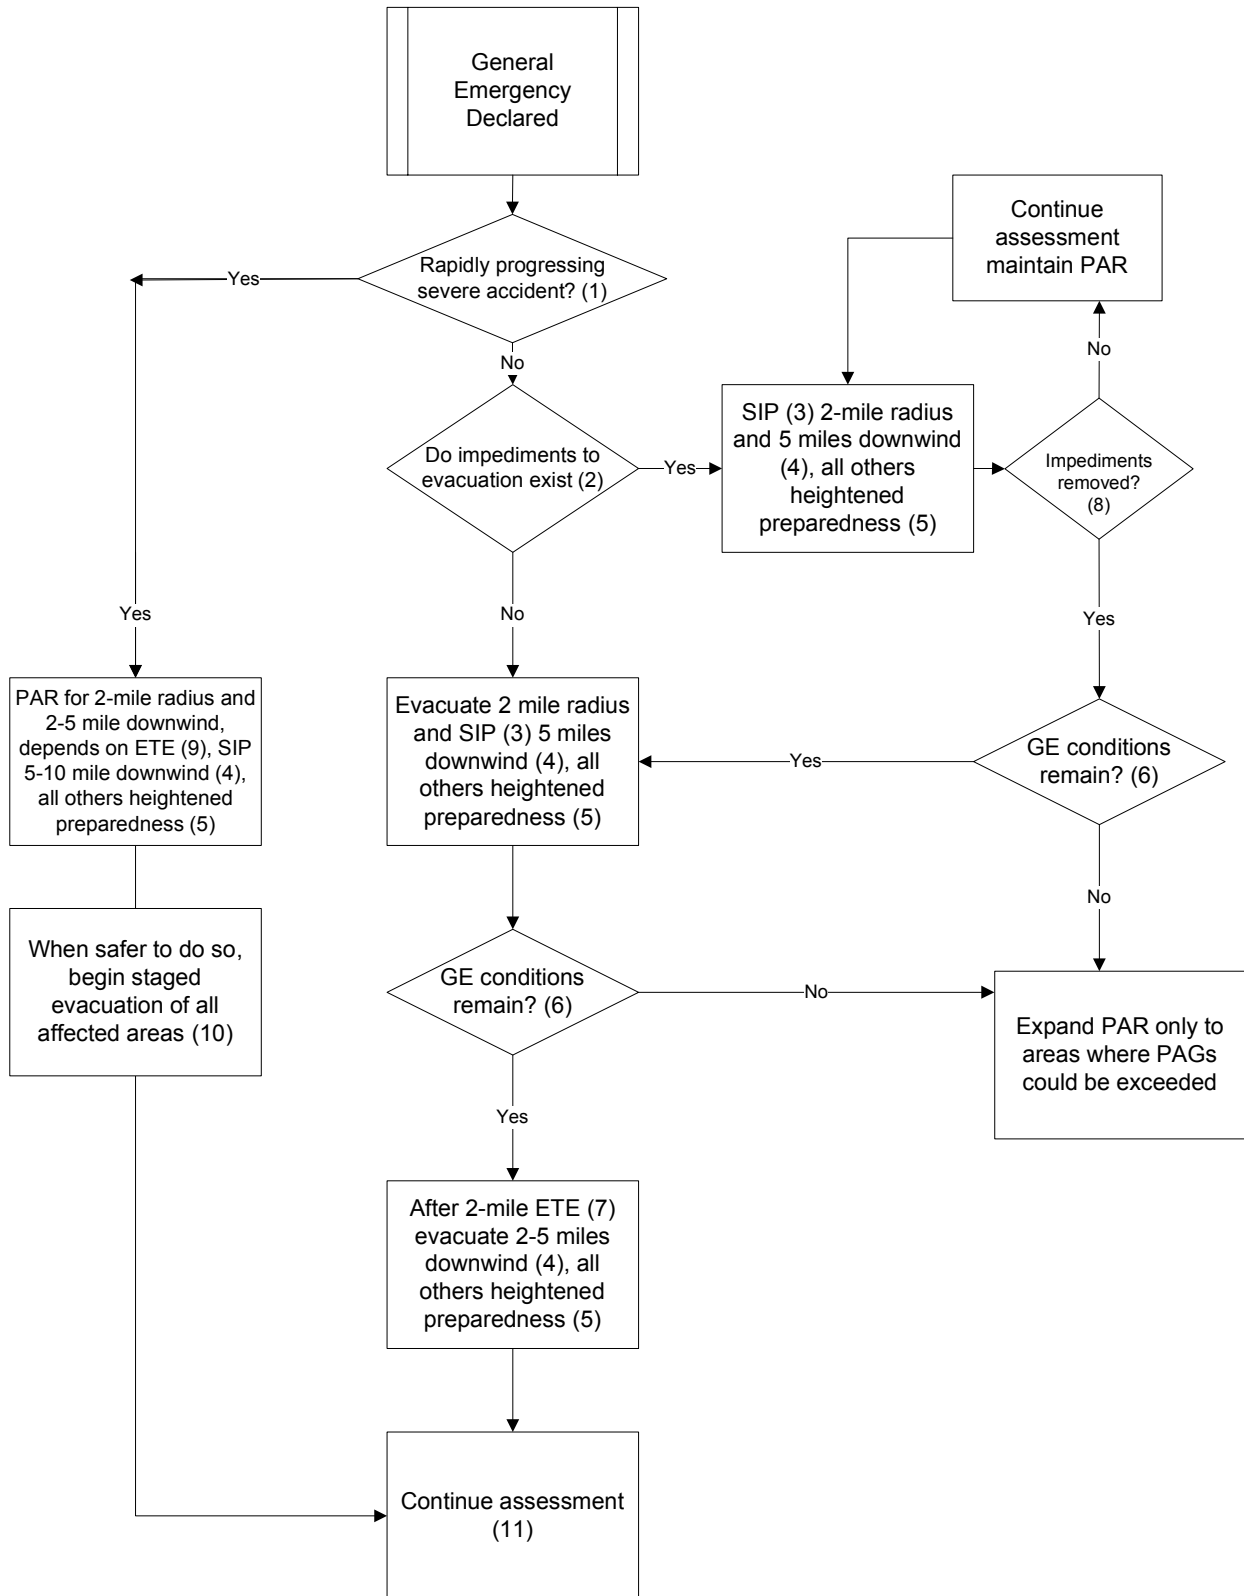 General
Emergency
Declared
Rapidly progressing
severe accident? (1)
Yes
No
Continue
assessment
maintain PAR
No
Do impediments to
evacuation exist (2)
Yes
SIP (3) 2-mile radius
and 5 miles downwind
(4), all others
heightened
preparedness (5)
Impediments
removed?
(8)
Yes
No
Yes
PAR for 2-mile radius and
2-5 mile downwind,
depends on ETE (9), SIP
5-10 mile downwind (4),
all others heightened
preparedness (5)
Evacuate 2 mile radius
and SIP (3) 5 miles
downwind (4), all
others heightened
preparedness (5)
Yes
GE conditions
remain? (6)
No
When safer to do so,
begin staged
evacuation of all
affected areas (10)
GE conditions
remain? (6)
No
Expand PAR only to
areas where PAGs
could be exceeded
Yes
After 2-mile ETE (7)
evacuate 2-5 miles
downwind (4), all
others heightened
preparedness (5)
Continue assessment
(11)